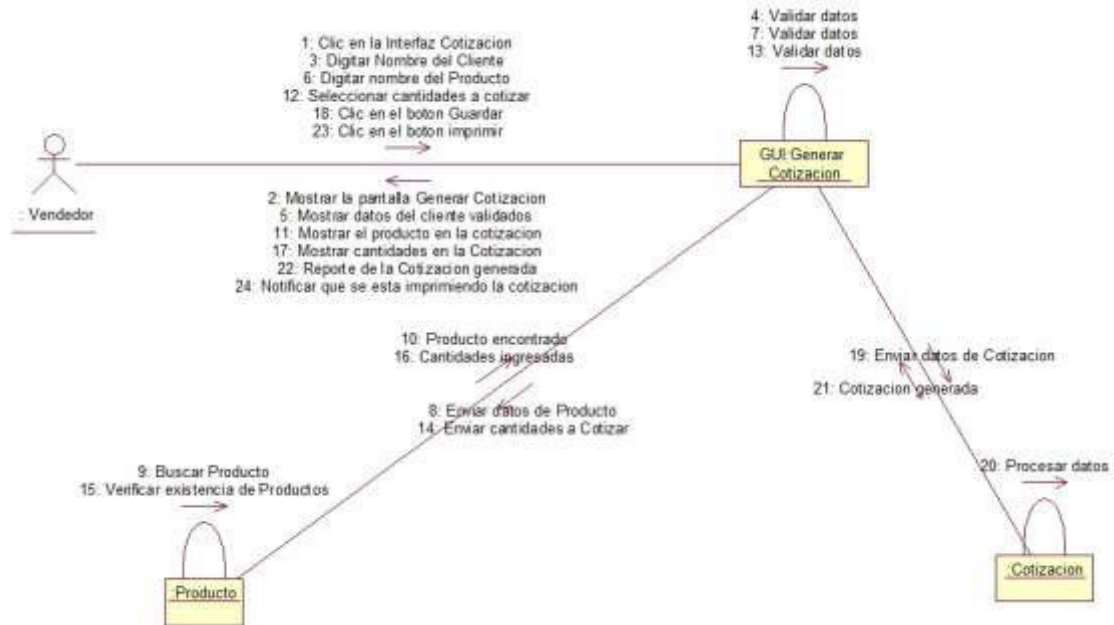 1: Clic en la Interfaz Cotizacion
3: Digitar Nombre del Cliente
6: Digitar nombre del Producto
12: Seleccionar cantidades a cotizar
18: Clic en el boton Guardar
23: Clic en el boton imprimir
4: Validar datos
7: Validar datos
13: Validar datos
GUI:Generar
Cotizacion
: Vendedor
2: Mostrar la pantalla Generar Cotizacion
5: Mostrar datos del cliente validados
11: Mostrar el producto en la cotizacion
17: Mostrar cantidades en la Cotizacion
22: Reporte de la Cotizacion generada
24: Notificar que se esta imprimiendo la cotizacion
10: Producto encontrado
16: Cantidades ingresadas
8: Enviar datos de Producto
14: Enviar cantidades a Cotizar
19: Enviar datos de Cotizacion
21: Cotizacion generada
9: Buscar Producto
15: Verificar existencia de Productos
20: Procesar datos
:Producto
:Cotizacion